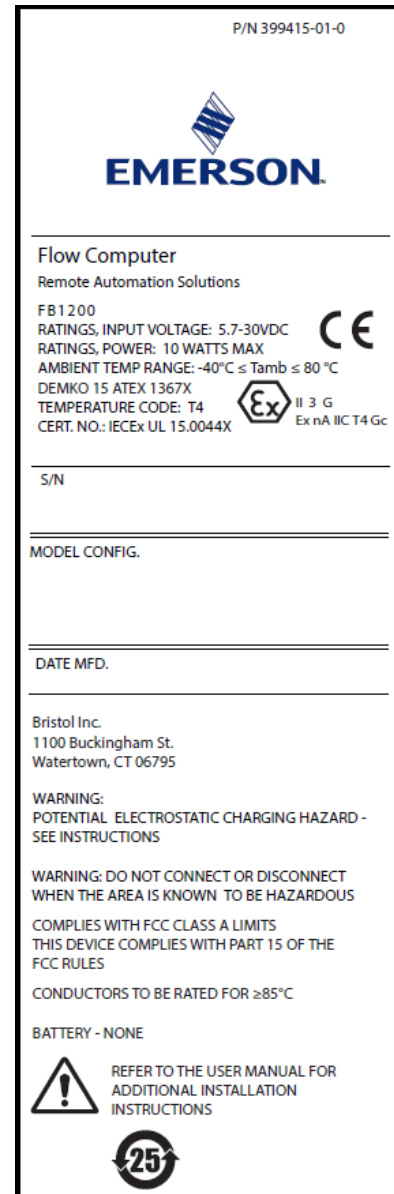 P/N 399415-01-0
EMERSON™
Flow Computer
Remote Automation Solutions
FB1200
RATINGS, INPUT VOLTAGE: 5.7-30VDC
RATINGS, POWER: 10 WATTS MAX
CE
AMBIENT TEMP RANGE: -40°C ≤ Tamb ≤ 80 °C
DEMKO 15 ATEX 1367X
TEMPERATURE CODE: T4
CERT. NO.: IECEx UL 15.0044X
Ex
II 3 G
Ex nA IIC T4 Gc
S/N
MODEL CONFIG.
DATE MFD.
Bristol Inc.
1100 Buckingham St.
Watertown, CT 06795
WARNING:
POTENTIAL ELECTROSTATIC CHARGING HAZARD -
SEE INSTRUCTIONS
WARNING: DO NOT CONNECT OR DISCONNECT
WHEN THE AREA IS KNOWN TO BE HAZARDOUS
COMPLIES WITH FCC CLASS A LIMITS
THIS DEVICE COMPLIES WITH PART 15 OF THE
FCC RULES
CONDUCTORS TO BE RATED FOR ≥85°C
BATTERY - NONE
REFER TO THE USER MANUAL FOR
ADDITIONAL INSTALLATION
INSTRUCTIONS
25